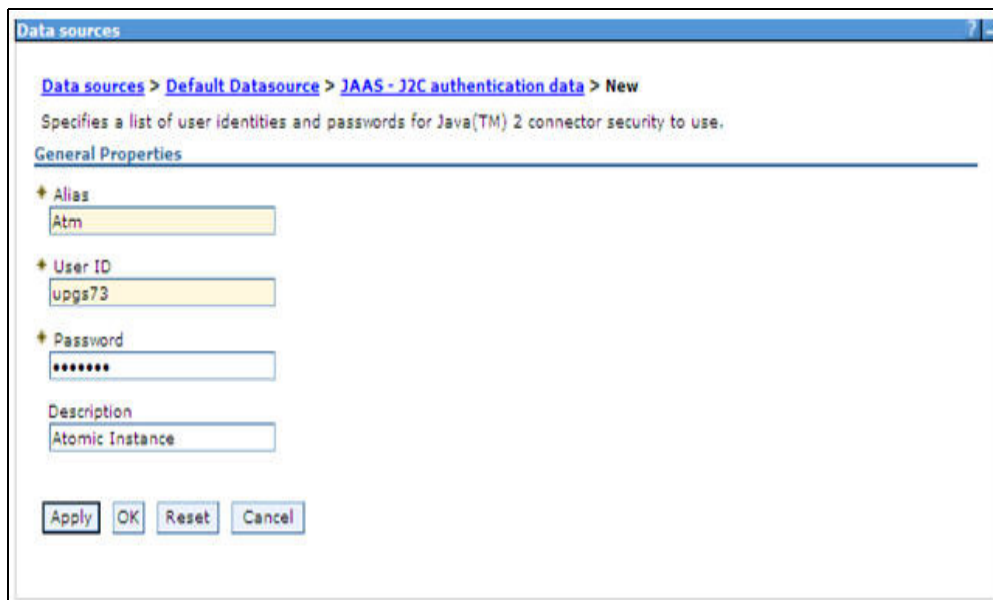 Data sources ? -
Data sources > Default Datasource > JAAS - J2C authentication data > New
Specifies a list of user identities and passwords for Java(TM) 2 connector security to use.
General Properties
Alias
Atm
User ID
upgs73
Password
•••••••
Description
Atomic Instance
Apply OK Reset Cancel